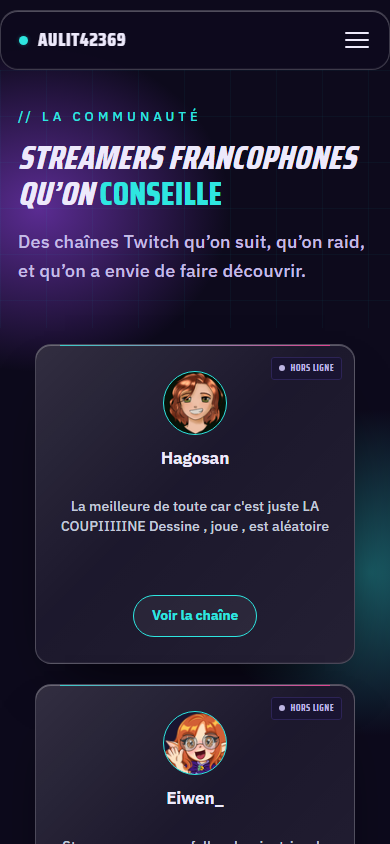 AULIT42369
// LA COMMUNAUTÉ
STREAMERS FRANCOPHONES
QU’ON CONSEILLE
Des chaînes Twitch qu’on suit, qu’on raid,
et qu’on a envie de faire découvrir.
HORS LIGNE
Hagosan
La meilleure de toute car c'est juste LA
COUPIIIIINE Dessine , joue , est aléatoire
Voir la chaîne
HORS LIGNE
Eiwen_